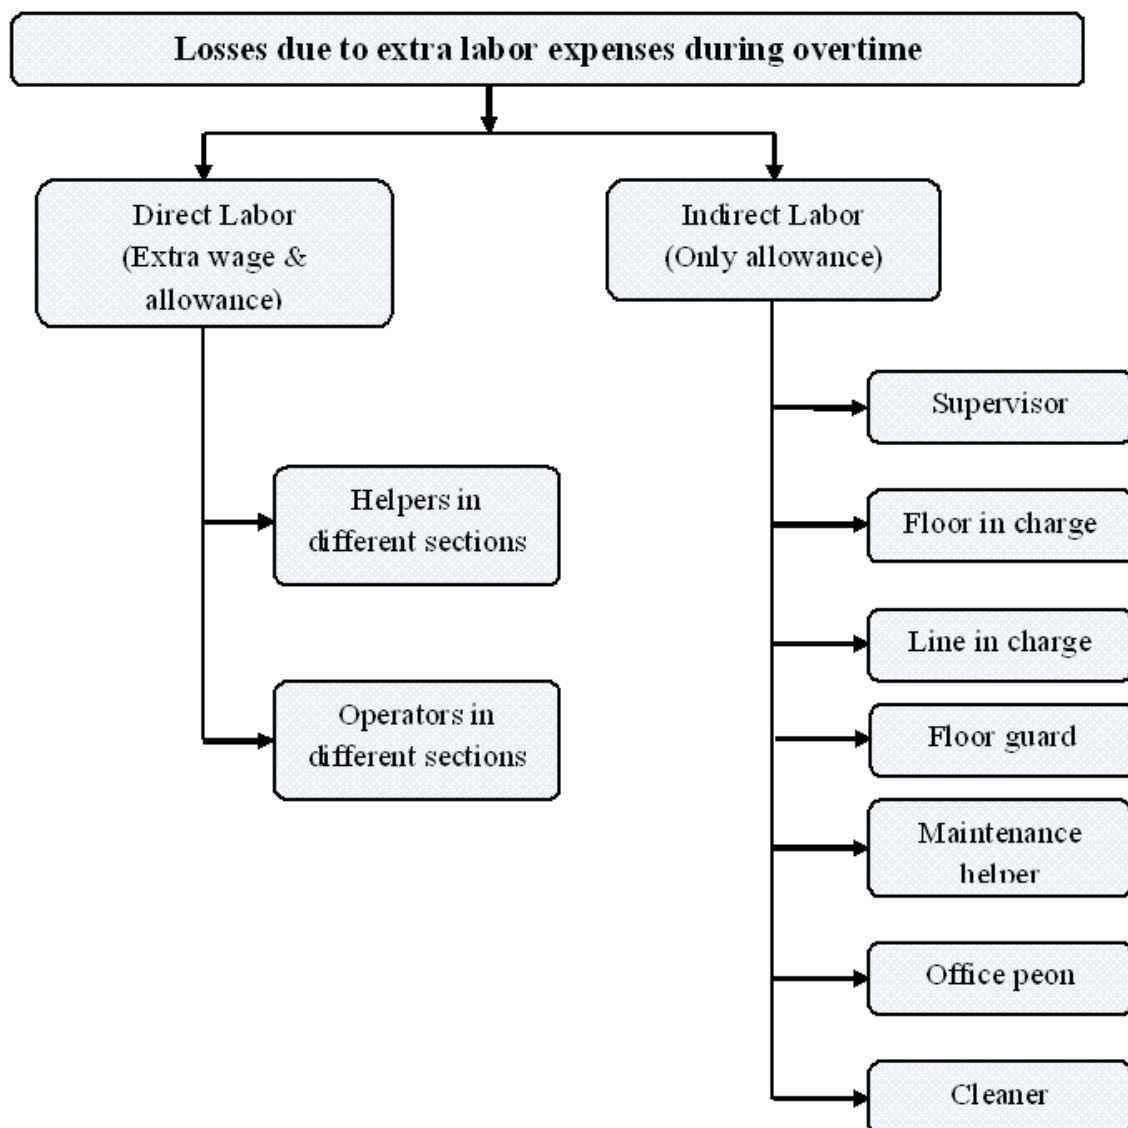 Losses due to extra labor expenses during overtime
Direct Labor
(Extra wage &
allowance)
Indirect Labor
(Only allowance)
Supervisor
Helpers in
different sections
Floor in charge
Line in charge
Operators in
different sections
Floor guard
Maintenance
helper
Office peon
Cleaner